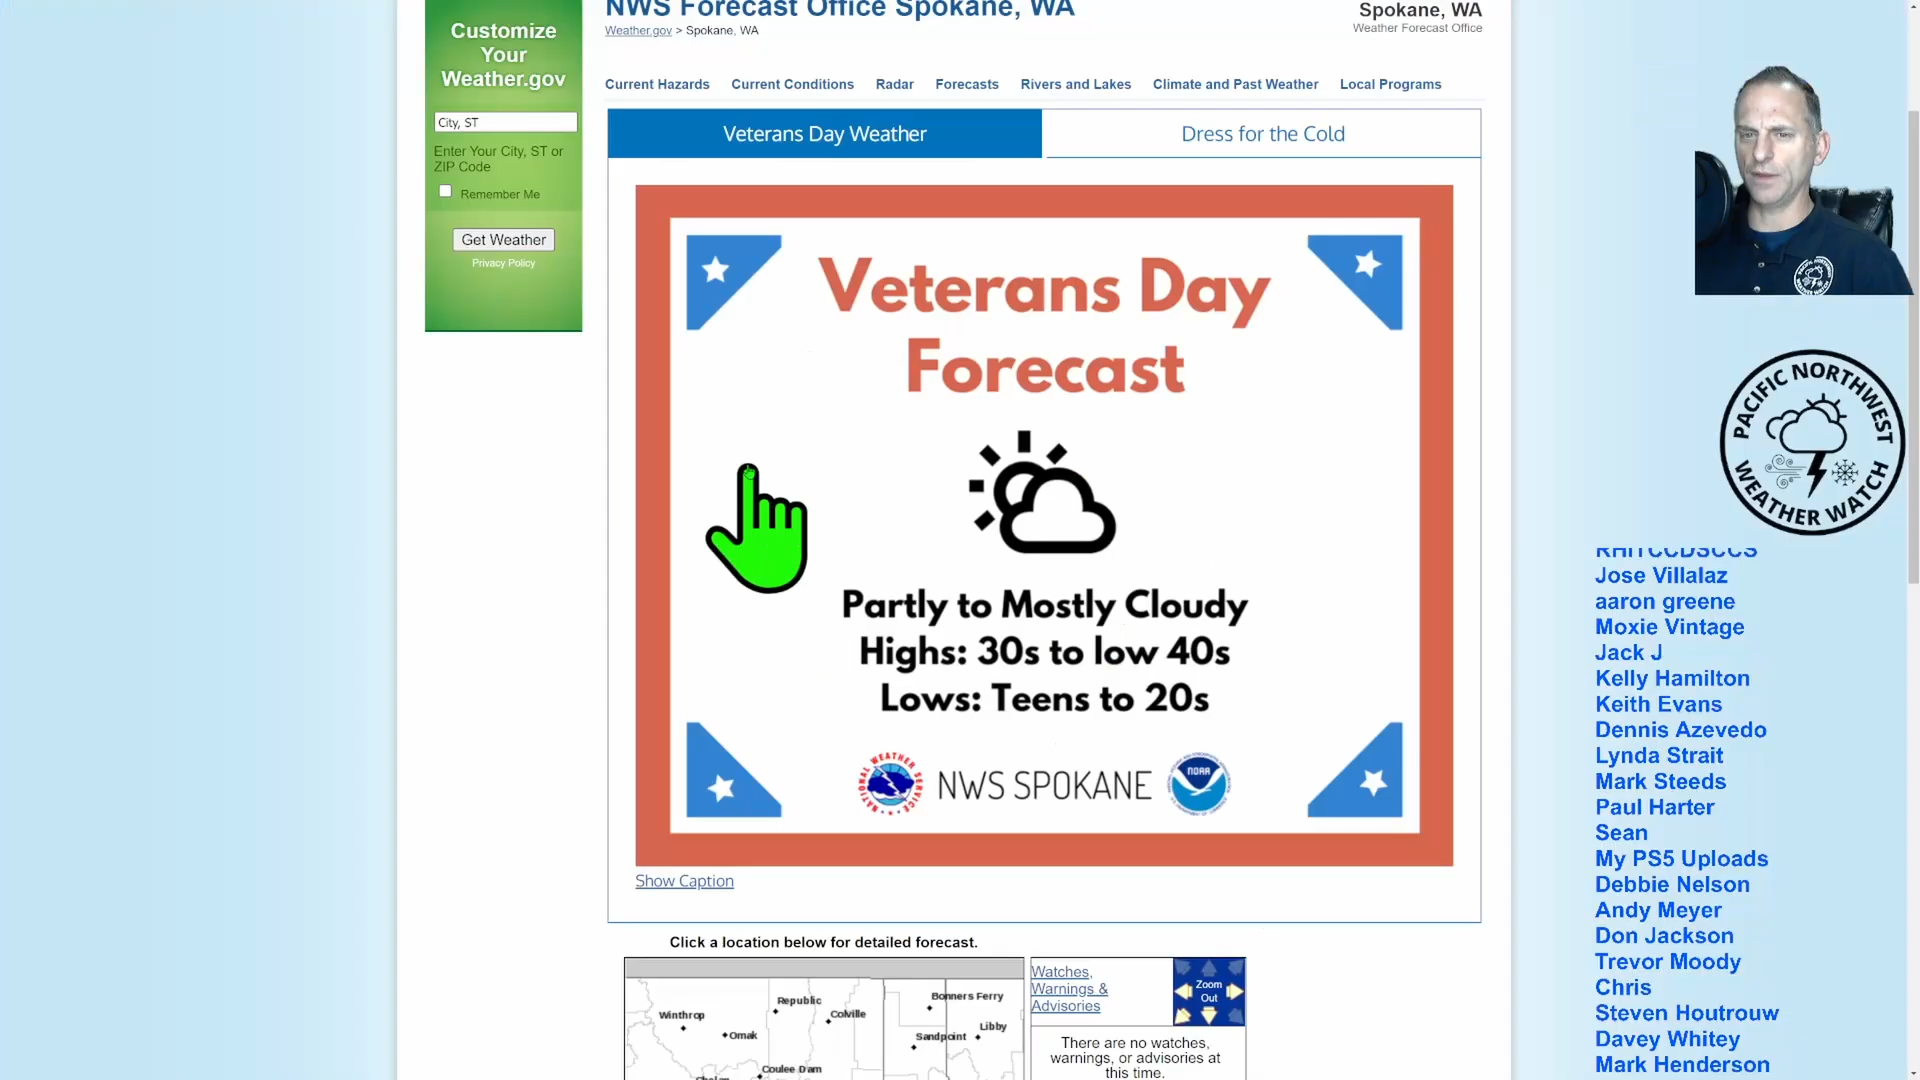 NWS Forecast Office Spokane, WA
Weather.gov > Spokane, WA
Spokane, WA
Weather Forecast Office
Customize
Your
Weather.gov
City, ST
Enter Your City, ST or
ZIP Code
Remember Me
Get Weather
Privacy Policy
Current Hazards
Current Conditions
Radar
Forecasts
Rivers and Lakes
Climate and Past Weather
Local Programs
Veterans Day Weather
Dress for the Cold
Veterans Day
Forecast
Partly to Mostly Cloudy
Highs: 30s to low 40s
Lows: Teens to 20s
NATIONAL WEATHER SERVICE
NWS SPOKANE
NOAA
Show Caption
Click a location below for detailed forecast.
Winthrop
Republic
Colville
Bonners Ferry
Omak
Sandpoint
Libby
Coulee Dam
Watches,
Warnings &
Advisories
Zoom
Out
There are no watches,
warnings, or advisories at
this time.
PACIFIC NORTHWEST
WEATHER WATCH
Jose Villalaz
aaron greene
Moxie Vintage
Jack J
Kelly Hamilton
Keith Evans
Dennis Azevedo
Lynda Strait
Mark Steeds
Paul Harter
Sean
My PS5 Uploads
Debbie Nelson
Andy Meyer
Don Jackson
Trevor Moody
Chris
Steven Houtrouw
Davey Whitey
Mark Henderson